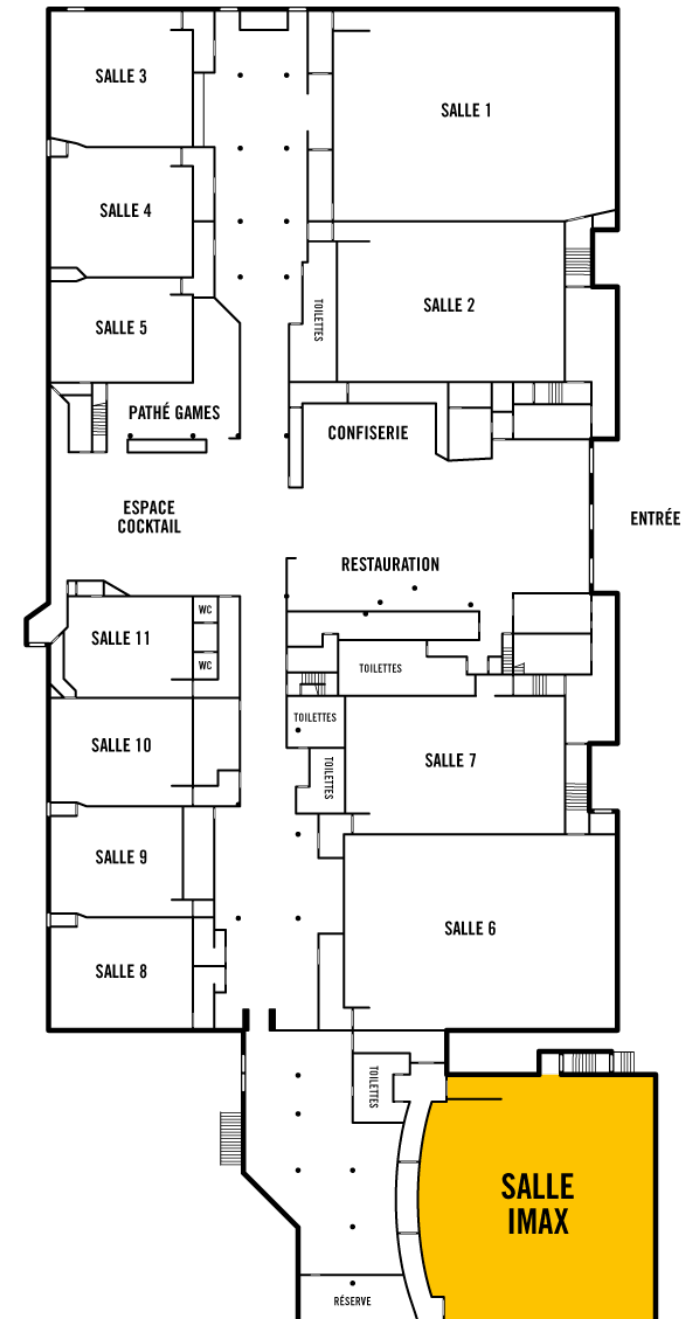 SALLE 3
SALLE 1
SALLE 4
SALLE 2
TOILETTES
SALLE 5
PATHÉ GAMES
CONFISERIE
ESPACE
COCKTAIL
ENTRÉE
RESTAURATION
WC
SALLE 11
WC
TOILETTES
TOILETTES
SALLE 10
SALLE 7
TOILETTES
SALLE 9
SALLE 6
SALLE 8
TOILETTES
SALLE
IMAX
RÉSERVE